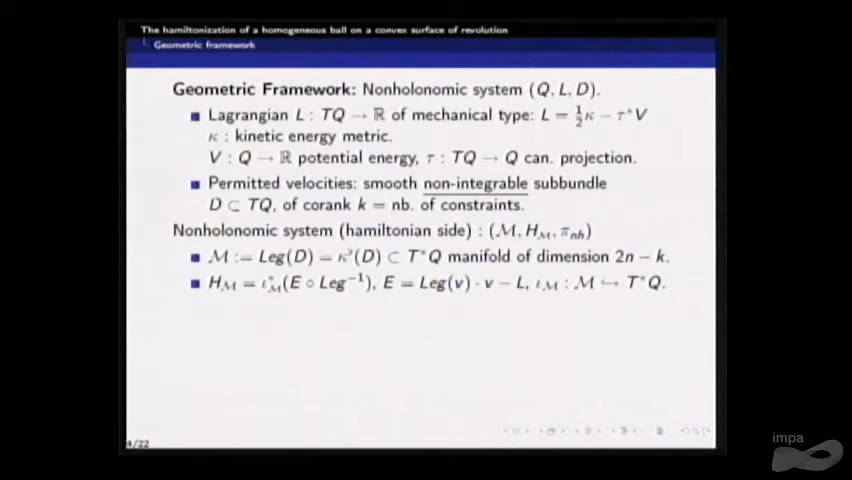 The hamiltonization of a homogeneous ball on a convex surface of revolution
Geometric framework
Geometric Framework: Nonholonomic system (Q, L, D).
Lagrangian L : TQ → ℝ of mechanical type: L = ½κ − τ*V
κ : kinetic energy metric.
V : Q → ℝ potential energy, τ : TQ → Q can. projection.
Permitted velocities: smooth non-integrable subbundle
D ⊂ TQ, of corank k = nb. of constraints.
Nonholonomic system (hamiltonian side) : (ℳ, H_ℳ, π_nh)
ℳ := Leg(D) = κ^♭(D) ⊂ T*Q manifold of dimension 2n − k.
H_ℳ = ι*_ℳ(E ∘ Leg⁻¹), E = Leg(v) · v − L, ι_ℳ : ℳ ↪ T*Q.
4/22
impa